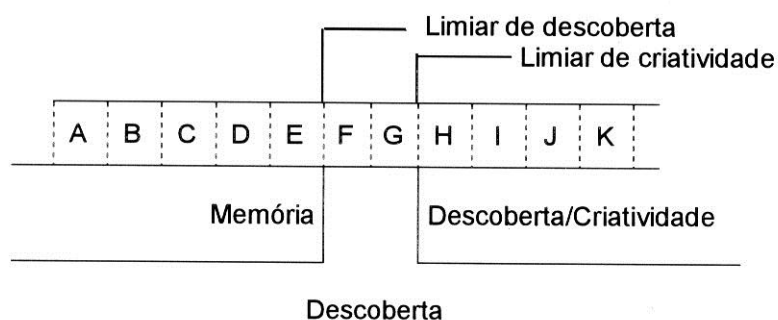 Limiar de descoberta
Limiar de criatividade
A B C D E F G H I J K
Memória
Descoberta/Criatividade
Descoberta